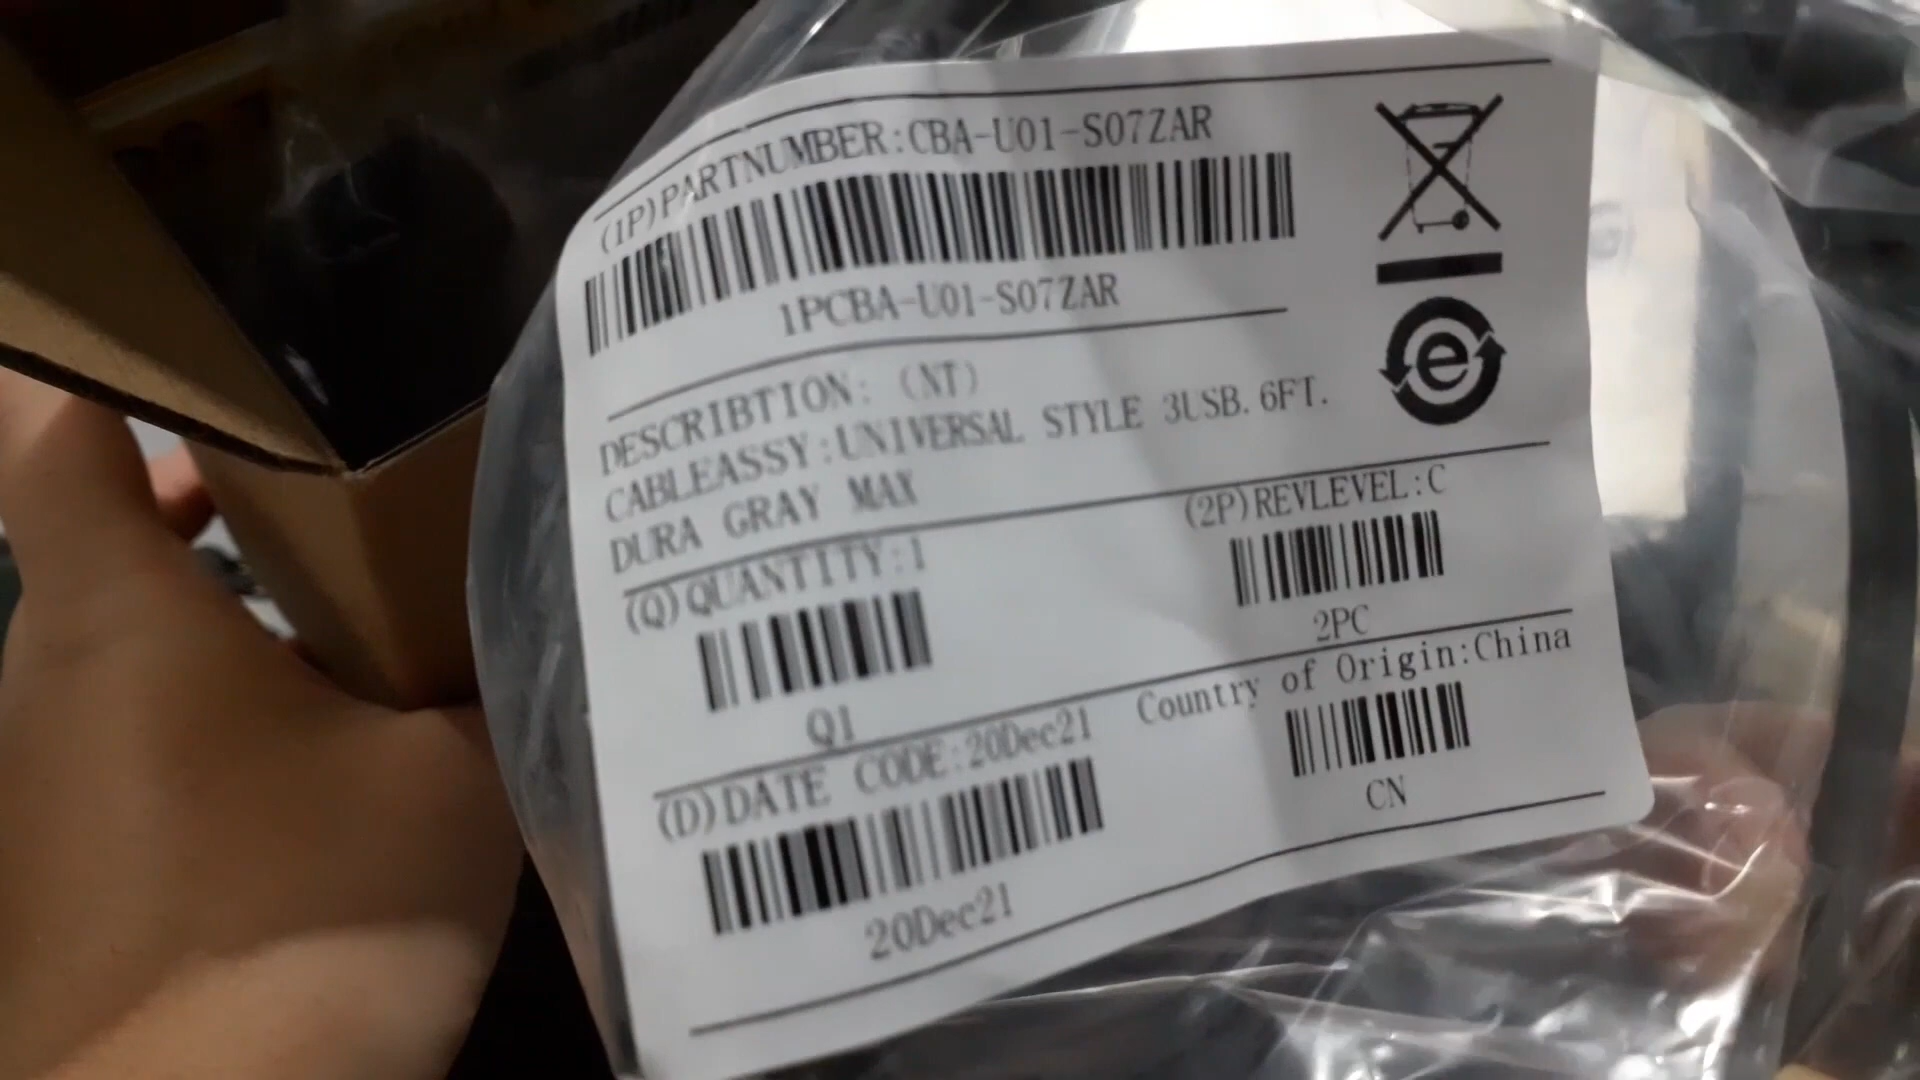 (1P)PARTNUMBER:CBA-U01-S07ZAR
1PCBA-U01-S07ZAR
DESCRIBTION: (NT)
CABLEASSY:UNIVERSAL STYLE 3USB.6FT.
DURA GRAY MAX
(Q)QUANTITY:1
(2P)REVLEVEL:C
Q1
2PC
(D)DATE CODE:20Dec21
Country of Origin:China
20Dec21
CN
e